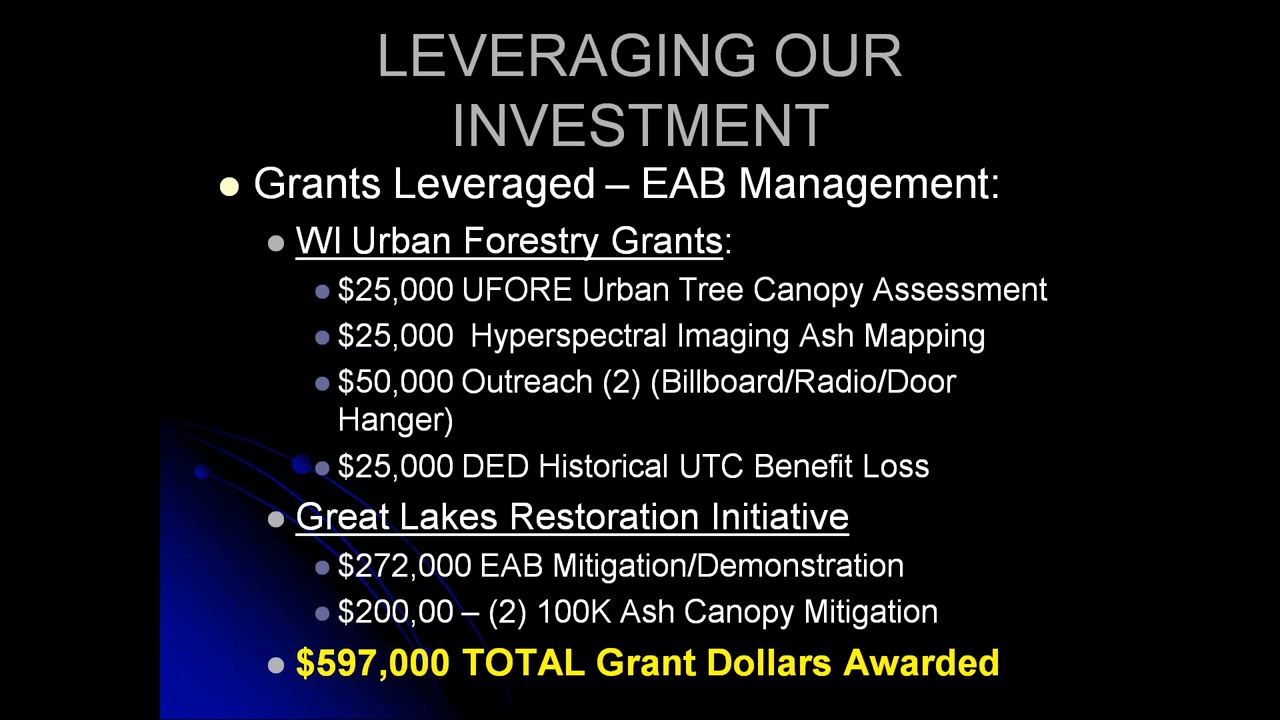 LEVERAGING OUR
INVESTMENT
Grants Leveraged – EAB Management:
WI Urban Forestry Grants:
$25,000 UFORE Urban Tree Canopy Assessment
$25,000  Hyperspectral Imaging Ash Mapping
$50,000 Outreach (2) (Billboard/Radio/Door
Hanger)
$25,000 DED Historical UTC Benefit Loss
Great Lakes Restoration Initiative
$272,000 EAB Mitigation/Demonstration
$200,00 – (2) 100K Ash Canopy Mitigation
$597,000 TOTAL Grant Dollars Awarded